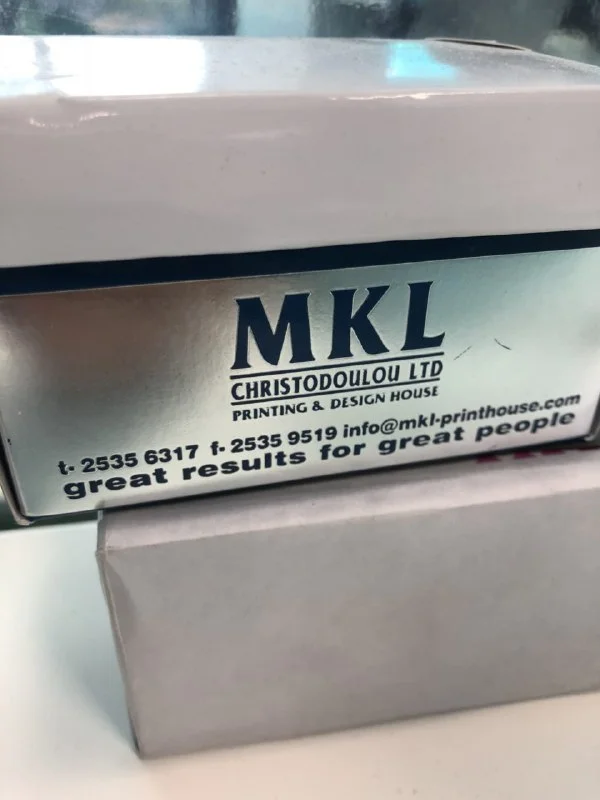 MKL
CHRISTODOULOU LTD
PRINTING & DESIGN HOUSE
t- 2535 6317 f- 2535 9519 info@mkl-printhouse.com
great results for great people